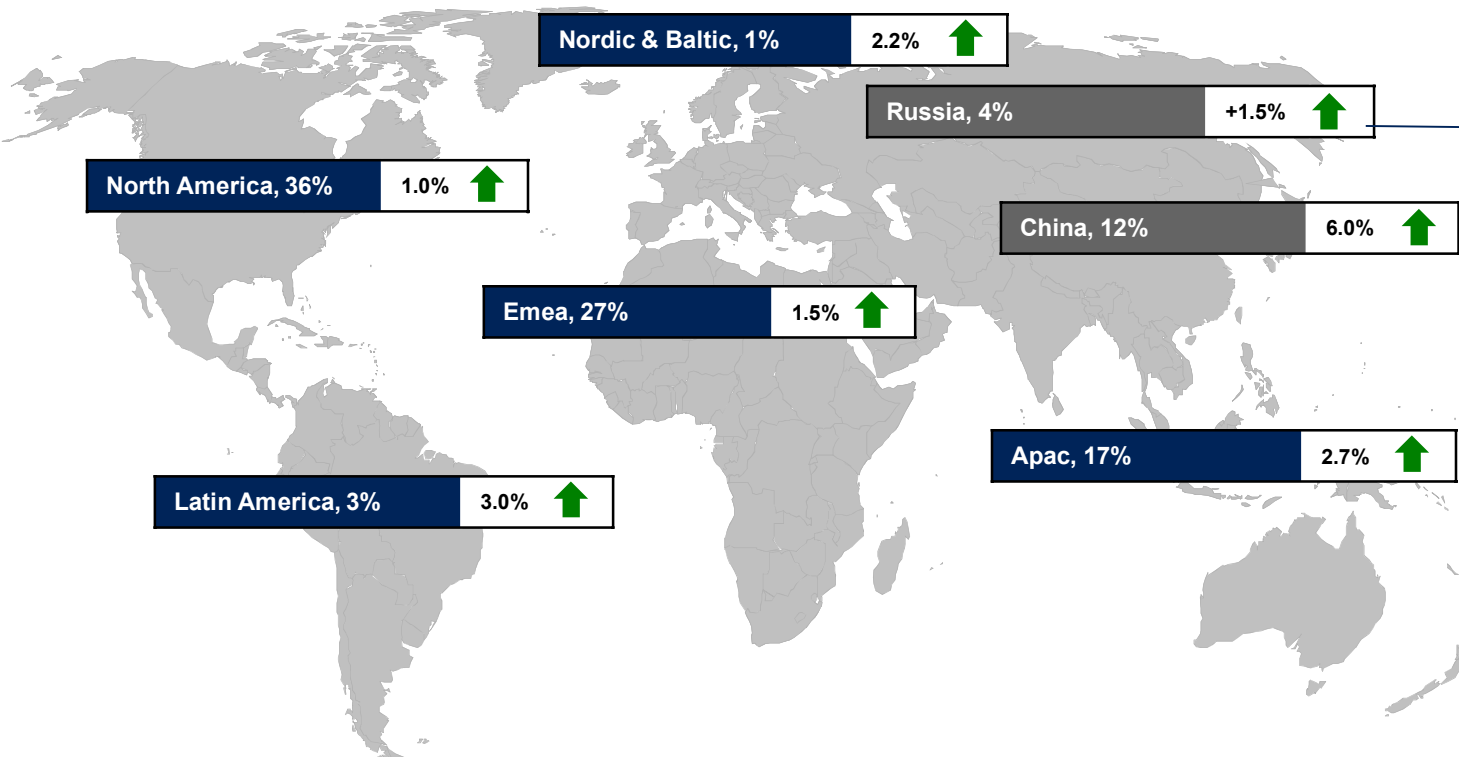 Nordic & Baltic, 1% 2.2%
Russia, 4% +1.5%
North America, 36% 1.0%
China, 12% 6.0%
Emea, 27% 1.5%
Apac, 17% 2.7%
Latin America, 3% 3.0%